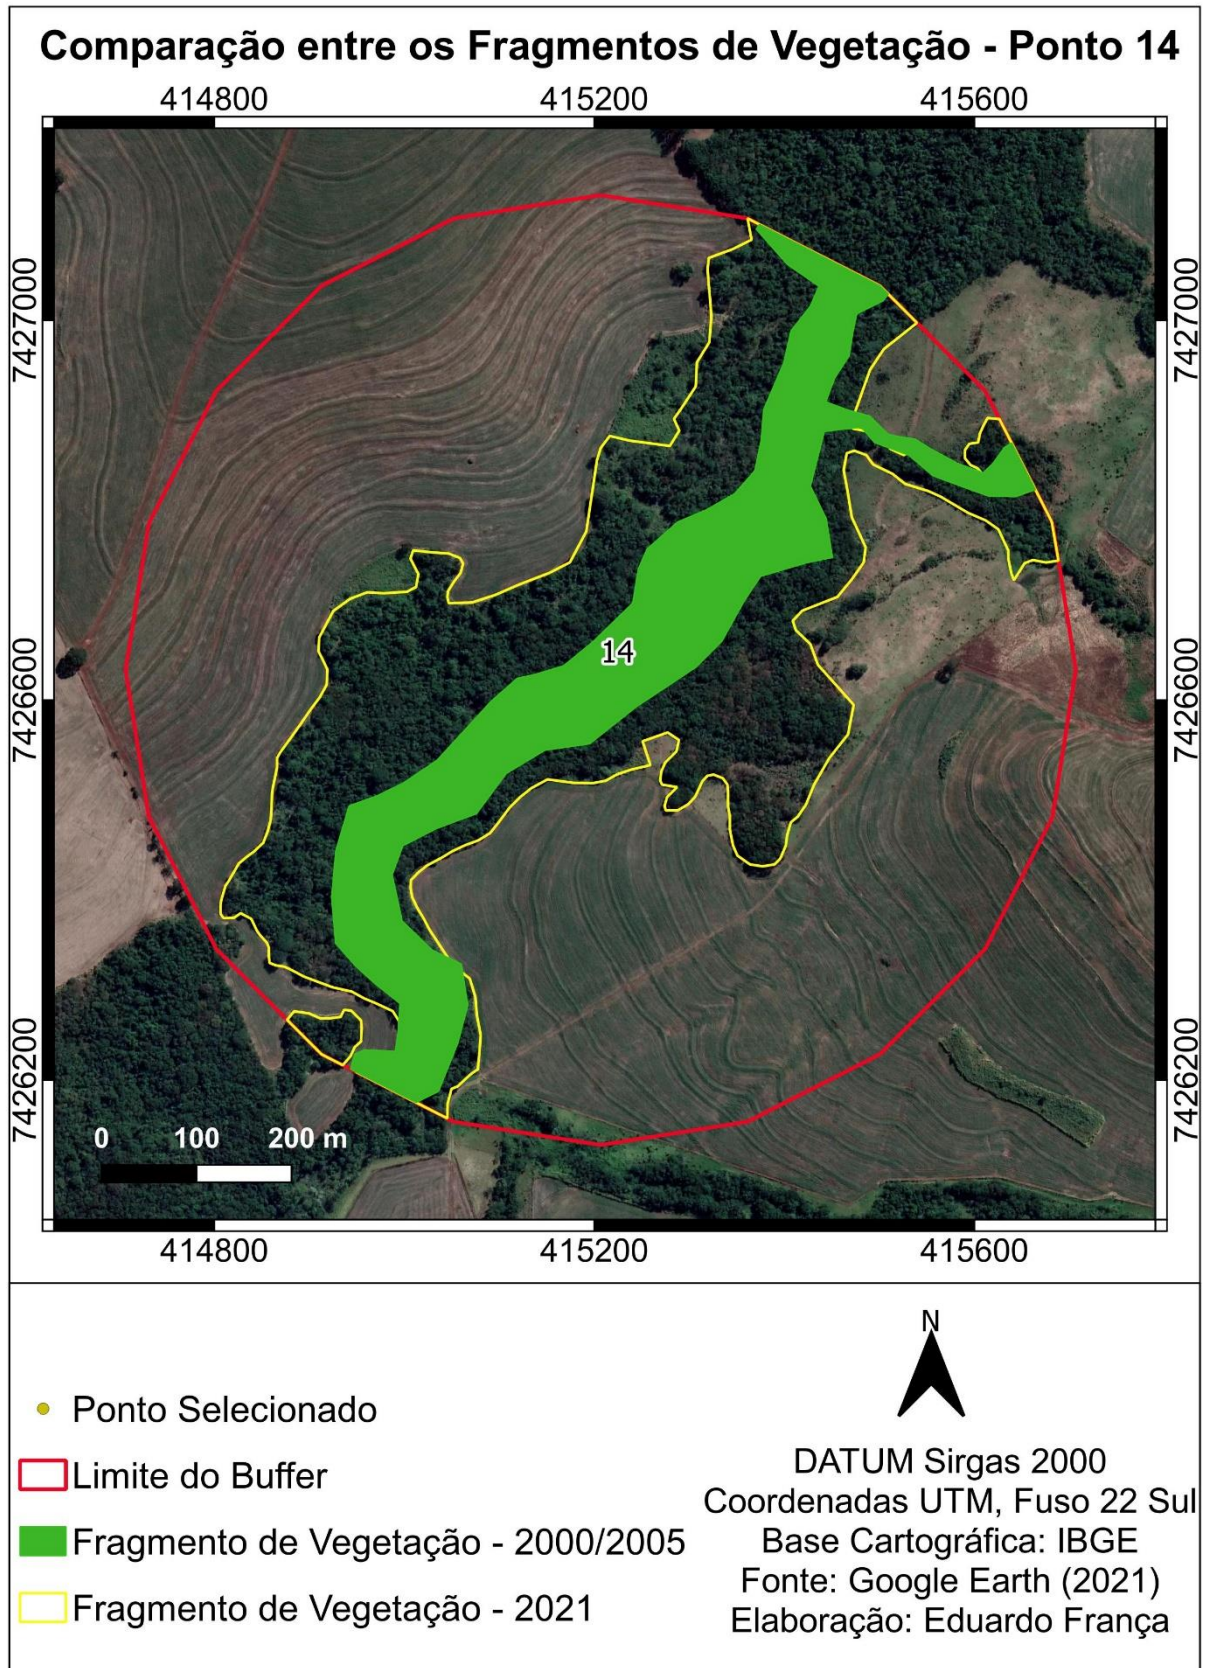 Comparação entre os Fragmentos de Vegetação - Ponto 14
414800 415200 415600
7427000 7427000
14
7426600 7426600
7426200 7426200
0 100 200 m
414800 415200 415600
N
Ponto Selecionado
Limite do Buffer
Fragmento de Vegetação - 2000/2005
Fragmento de Vegetação - 2021
DATUM Sirgas 2000
Coordenadas UTM, Fuso 22 Sul
Base Cartográfica: IBGE
Fonte: Google Earth (2021)
Elaboração: Eduardo França